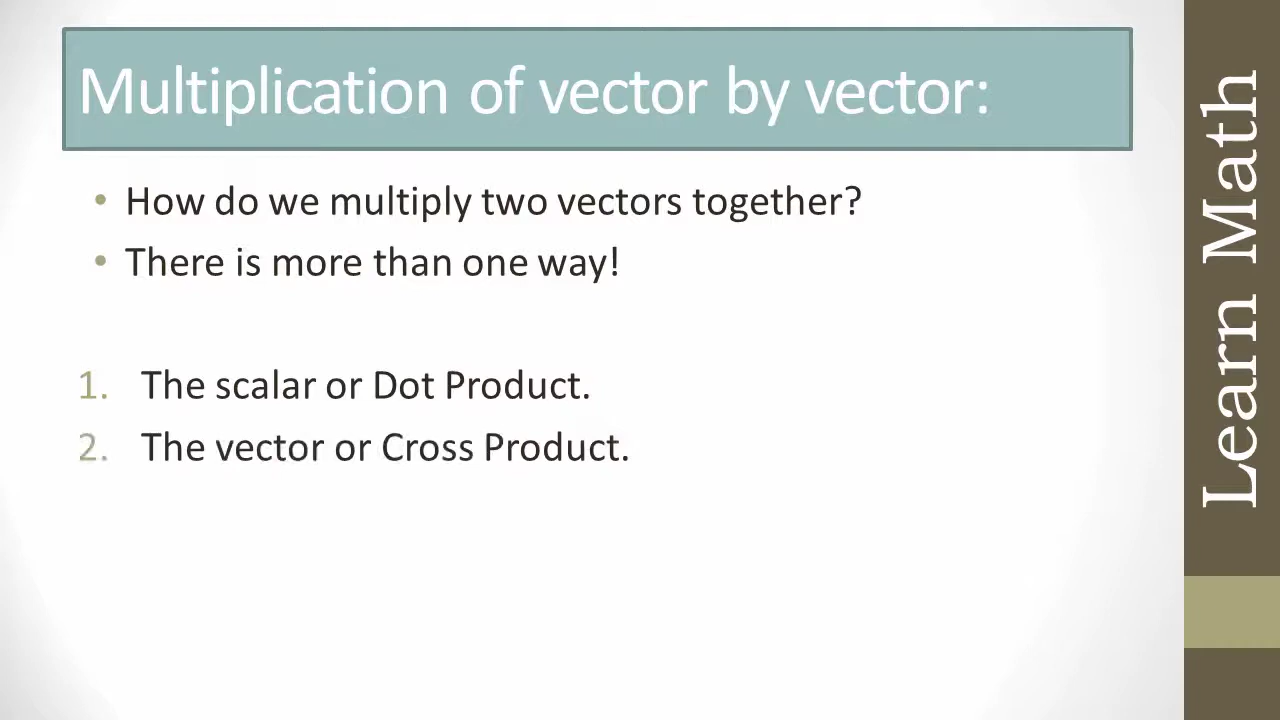 Multiplication of vector by vector:
• How do we multiply two vectors together?
• There is more than one way!
1. The scalar or Dot Product.
2. The vector or Cross Product.
Learn Math